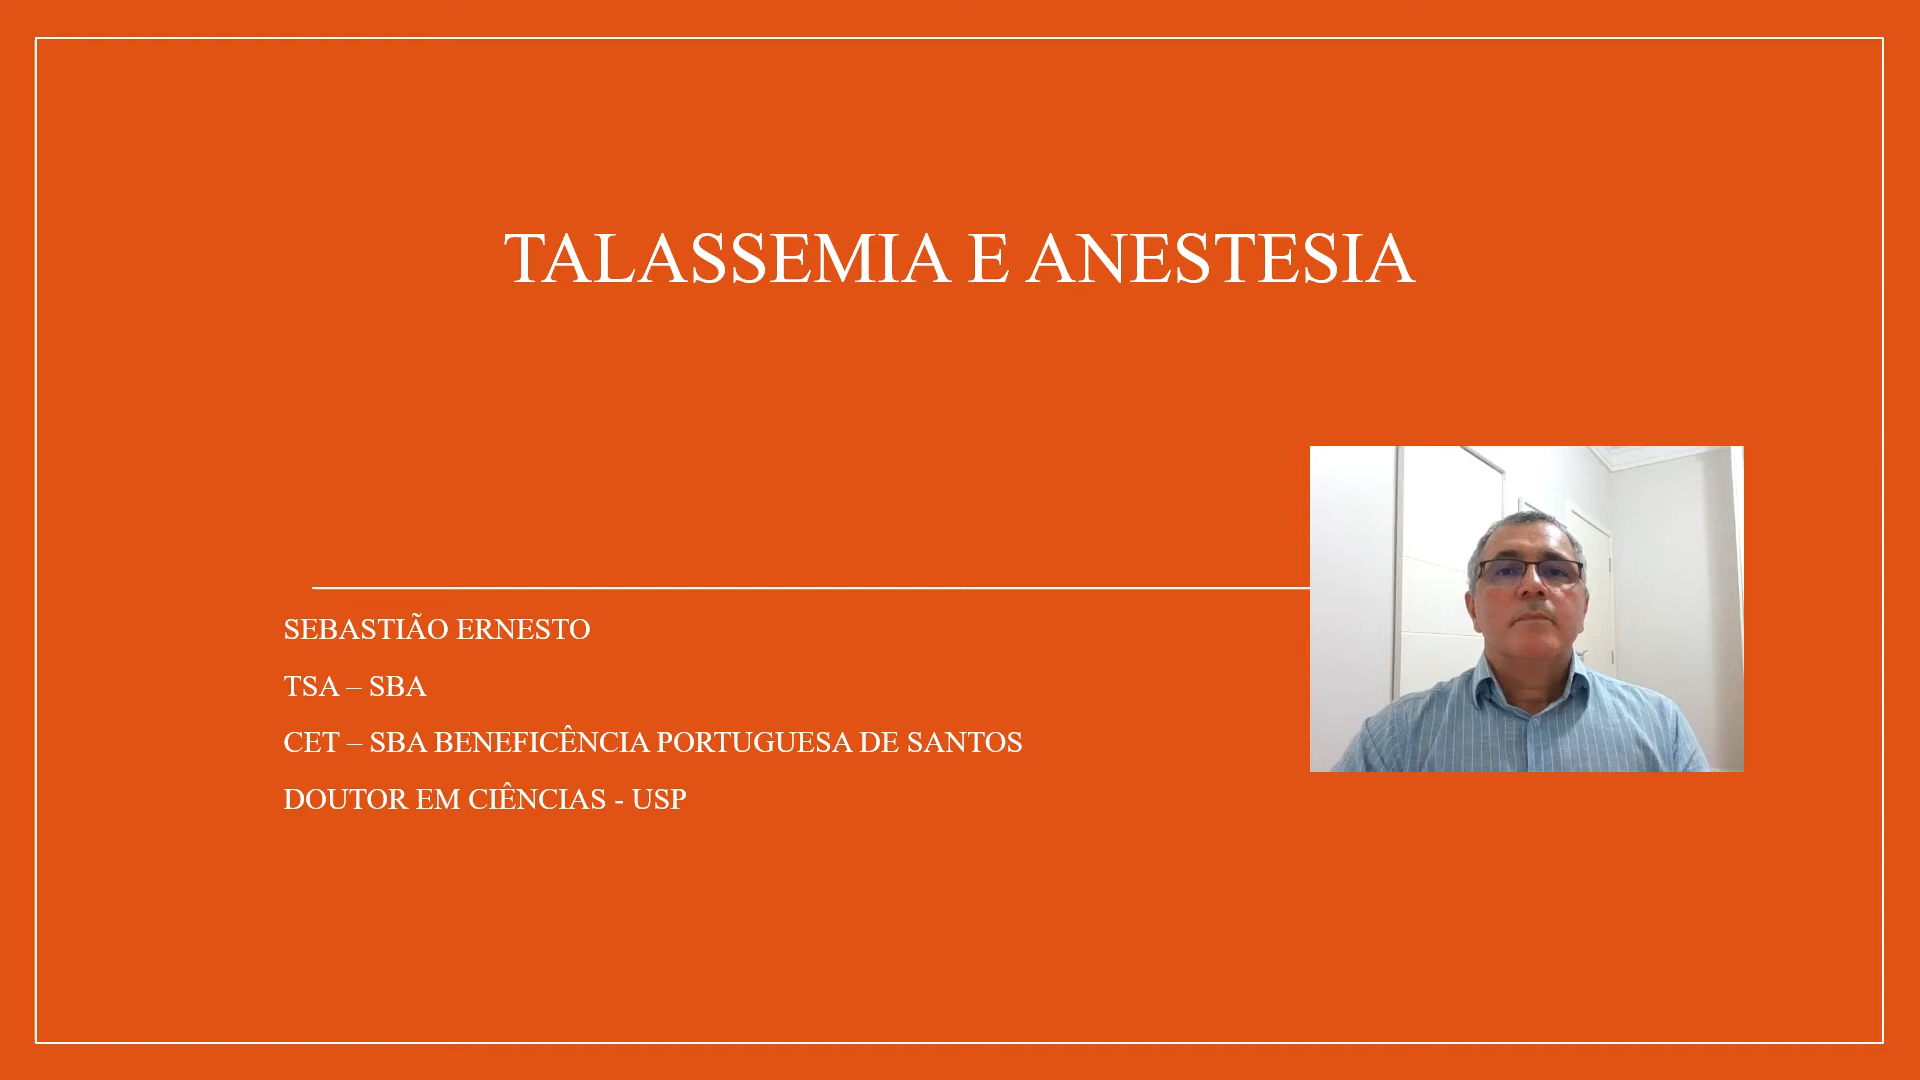 TALASSEMIA E ANESTESIA
SEBASTIÃO ERNESTO
TSA – SBA
CET – SBA BENEFICÊNCIA PORTUGUESA DE SANTOS
DOUTOR EM CIÊNCIAS - USP